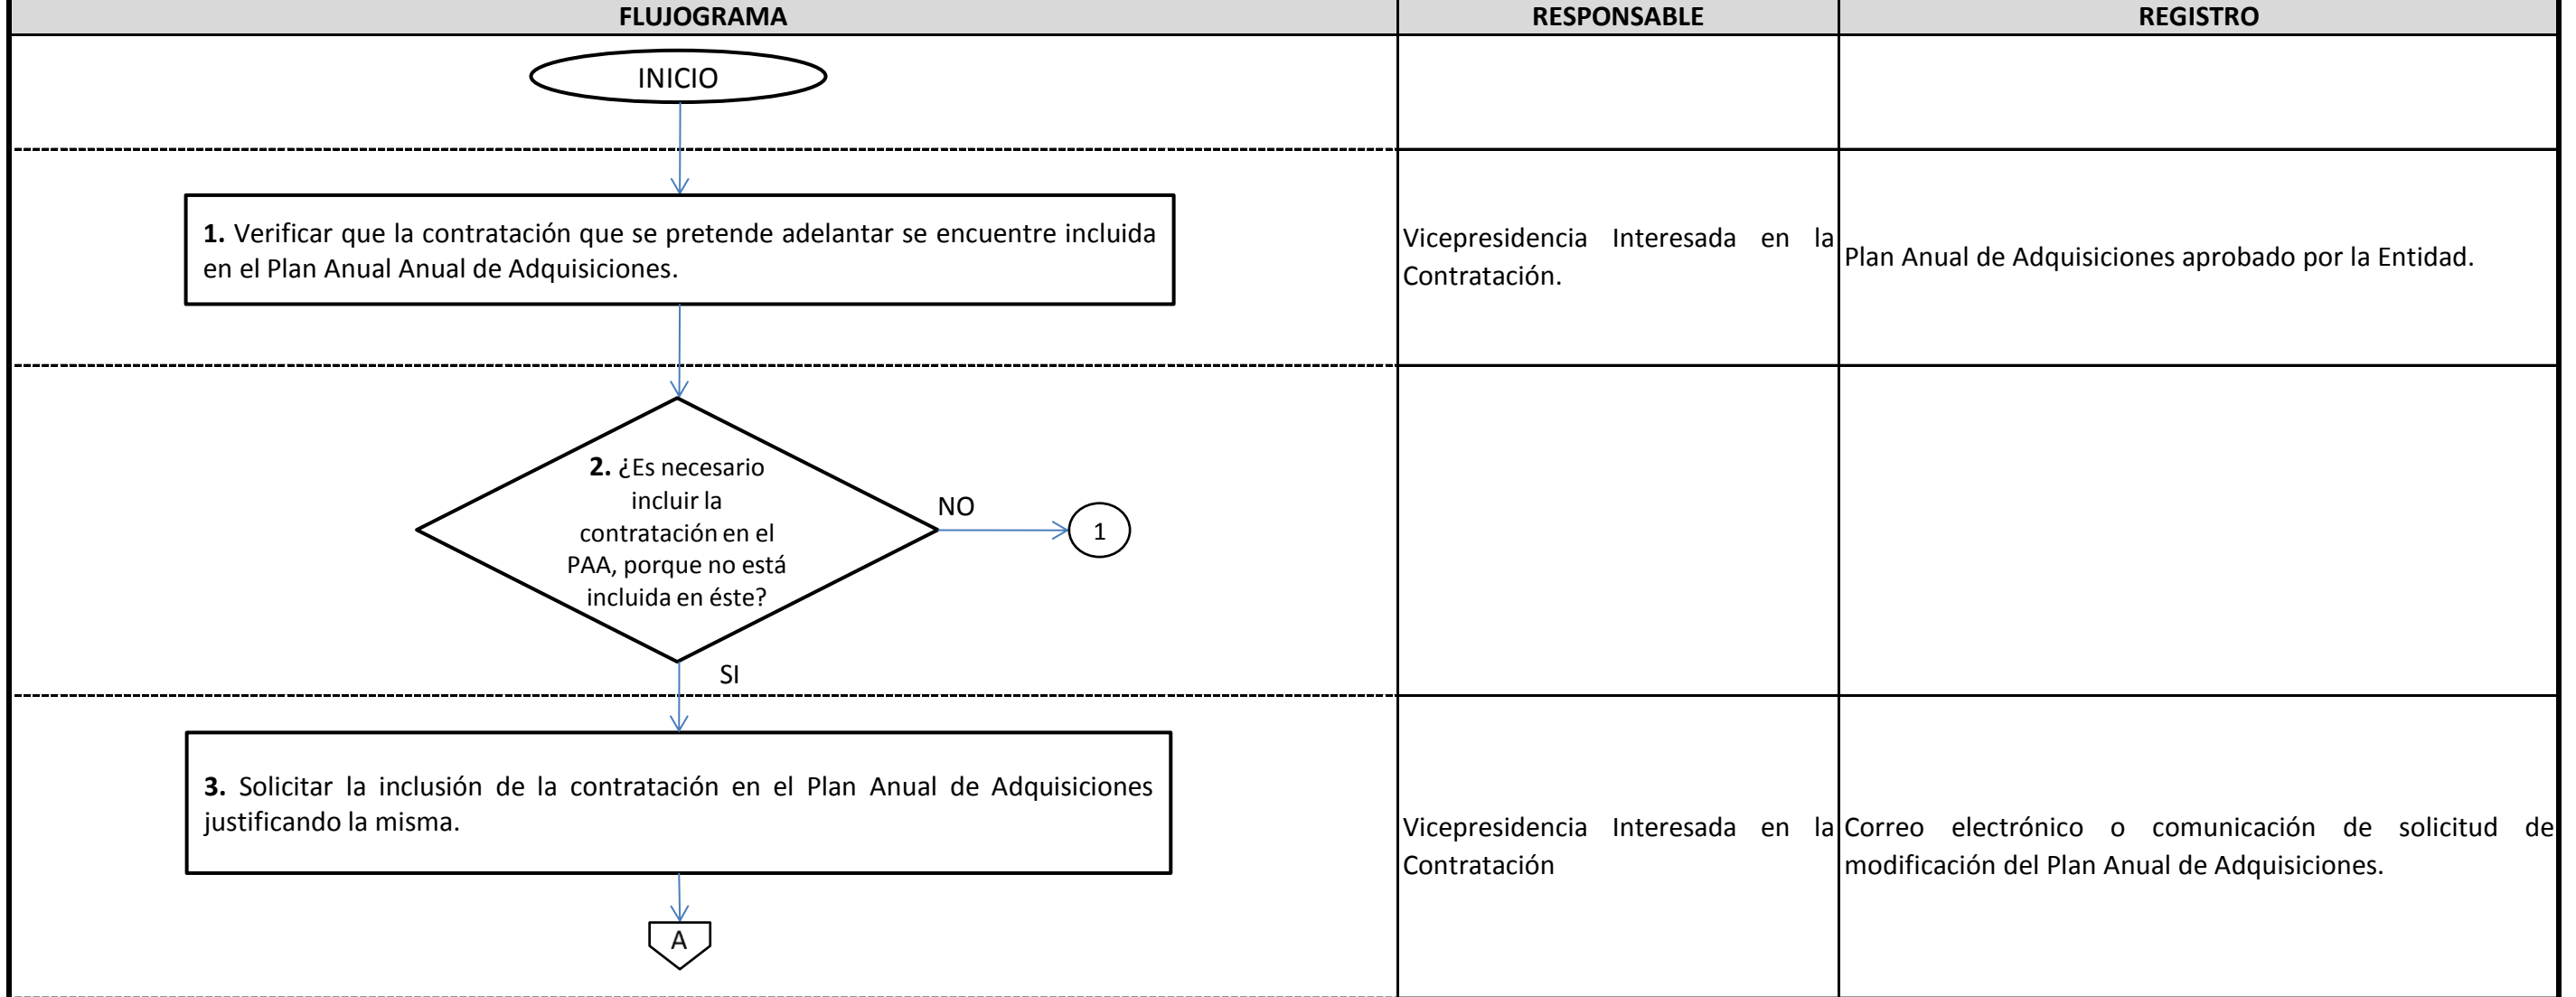 FLUJOGRAMA
RESPONSABLE
REGISTRO
INICIO
1. Verificar que la contratación que se pretende adelantar se encuentre incluida
en el Plan Anual Anual de Adquisiciones.
Vicepresidencia Interesada en la
Contratación.
Plan Anual de Adquisiciones aprobado por la Entidad.
2. ¿Es necesario
incluir la
contratación en el
PAA, porque no está
incluida en éste?
NO
1
SI
3. Solicitar la inclusión de la contratación en el Plan Anual de Adquisiciones
justificando la misma.
Vicepresidencia Interesada en la
Contratación
Correo electrónico o comunicación de solicitud de
modificación del Plan Anual de Adquisiciones.
A